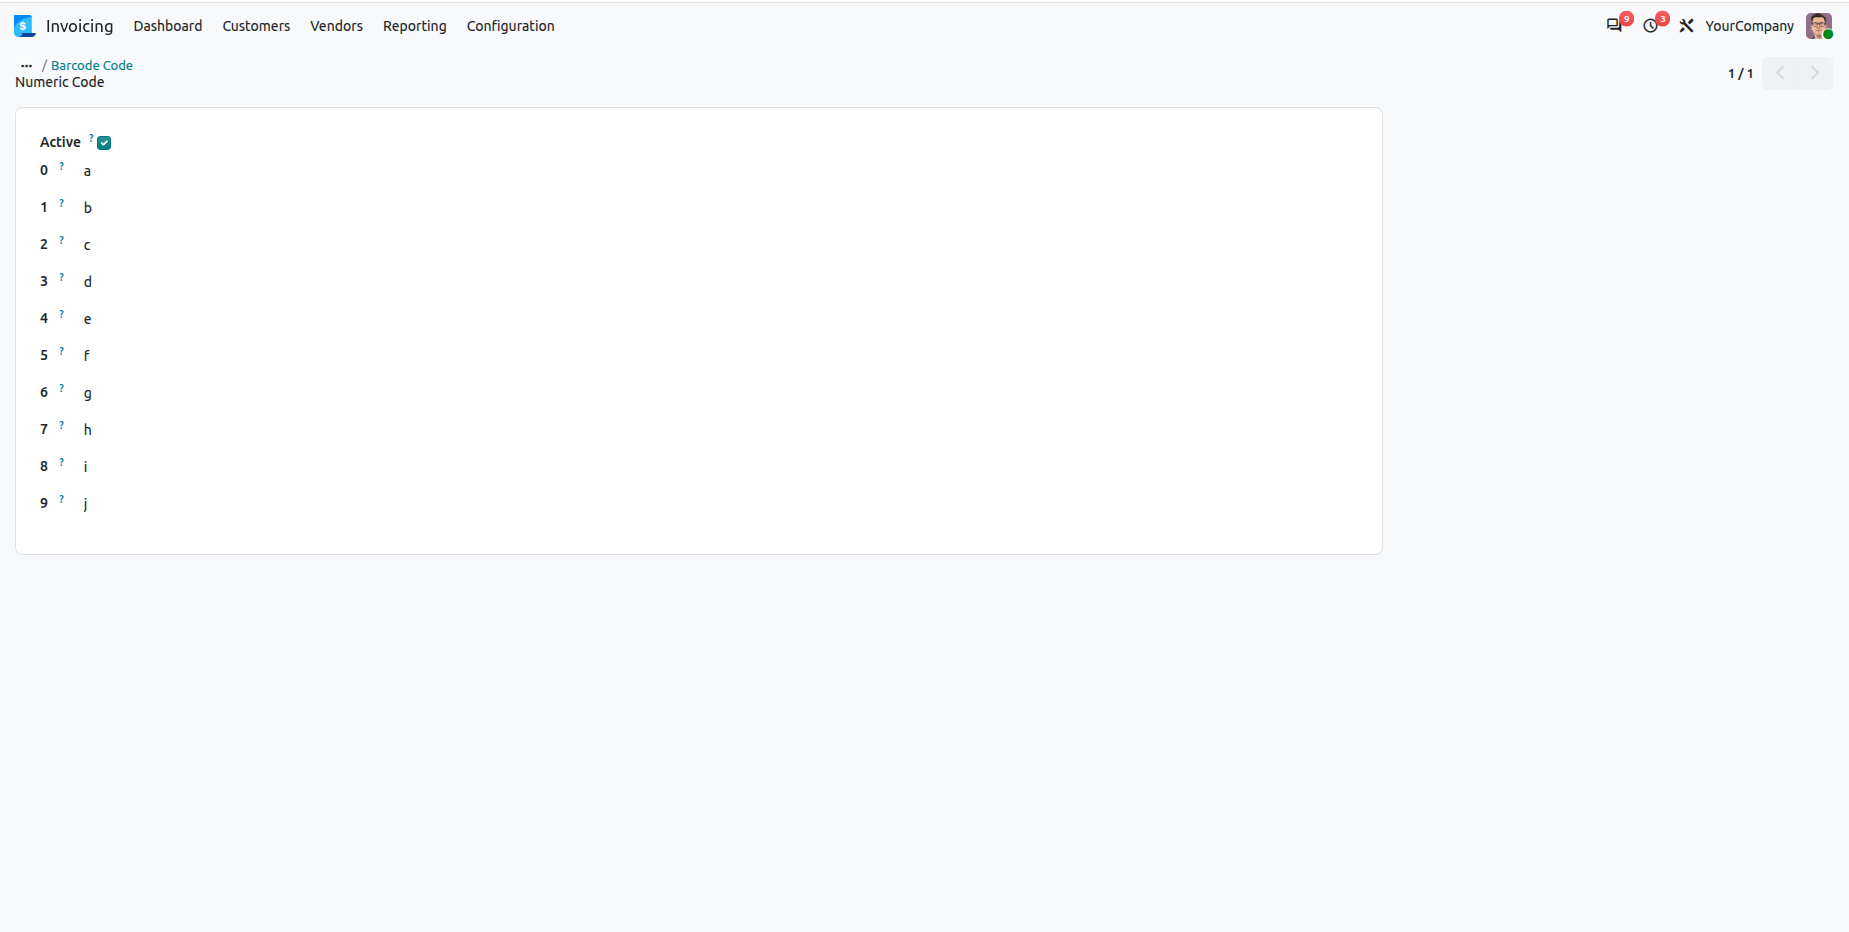 $ Invoicing Dashboard Customers Vendors Reporting Configuration 9 3 YourCompany
... / Barcode Code
Numeric Code
1 / 1
Active ?
0 ? a
1 ? b
2 ? c
3 ? d
4 ? e
5 ? f
6 ? g
7 ? h
8 ? i
9 ? j